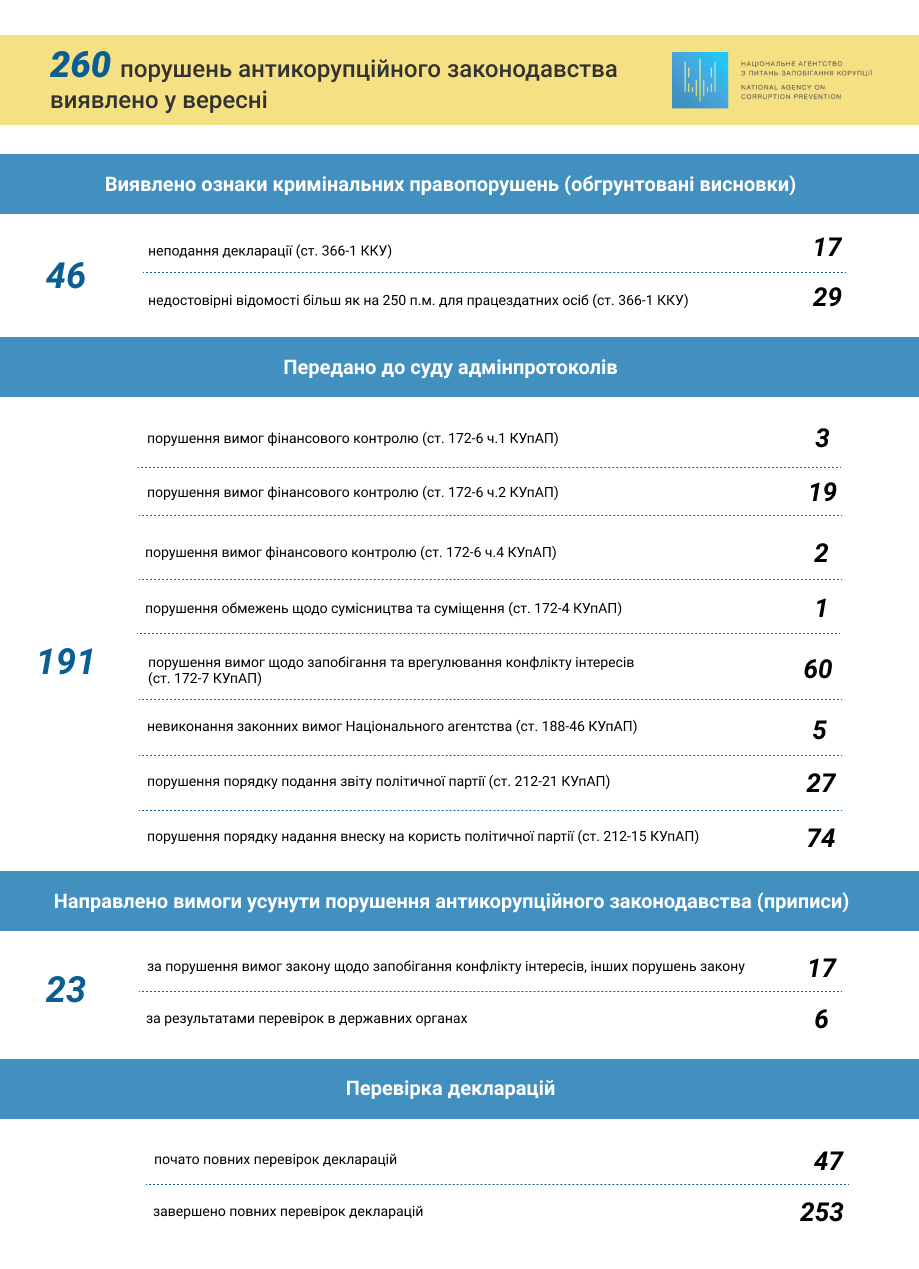 260 порушень антикорупційного законодавства
виявлено у вересні
НАЦІОНАЛЬНЕ АГЕНТСТВО
З ПИТАНЬ ЗАПОБІГАННЯ КОРУПЦІЇ
NATIONAL AGENCY ON
CORRUPTION PREVENTION
Виявлено ознаки кримінальних правопорушень (обгрунтовані висновки)
46
неподання декларації (ст. 366-1 ККУ) 17
недостовірні відомості більш як на 250 п.м. для працездатних осіб (ст. 366-1 ККУ) 29
Передано до суду адмінпротоколів
191
порушення вимог фінансового контролю (ст. 172-6 ч.1 КУпАП) 3
порушення вимог фінансового контролю (ст. 172-6 ч.2 КУпАП) 19
порушення вимог фінансового контролю (ст. 172-6 ч.4 КУпАП) 2
порушення обмежень щодо сумісництва та суміщення (ст. 172-4 КУпАП) 1
порушення вимог щодо запобігання та врегулювання конфлікту інтересів
(ст. 172-7 КУпАП) 60
невиконання законних вимог Національного агентства (ст. 188-46 КУпАП) 5
порушення порядку подання звіту політичної партії (ст. 212-21 КУпАП) 27
порушення порядку надання внеску на користь політичної партії (ст. 212-15 КУпАП) 74
Направлено вимоги усунути порушення антикорупційного законодавства (приписи)
23
за порушення вимог закону щодо запобігання конфлікту інтересів, інших порушень закону 17
за результатами перевірок в державних органах 6
Перевірка декларацій
почато повних перевірок декларацій 47
завершено повних перевірок декларацій 253